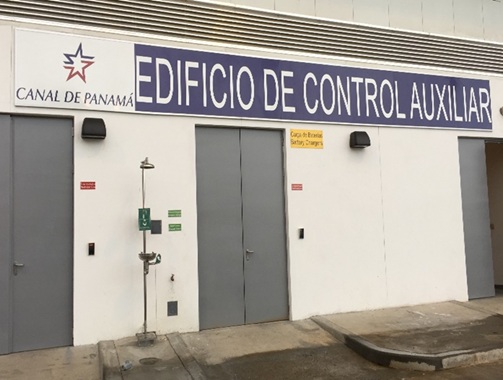 CANAL DE PANAMÁ
EDIFICIO DE CONTROL AUXILIAR
Carga de Baterías
Battery Chargers